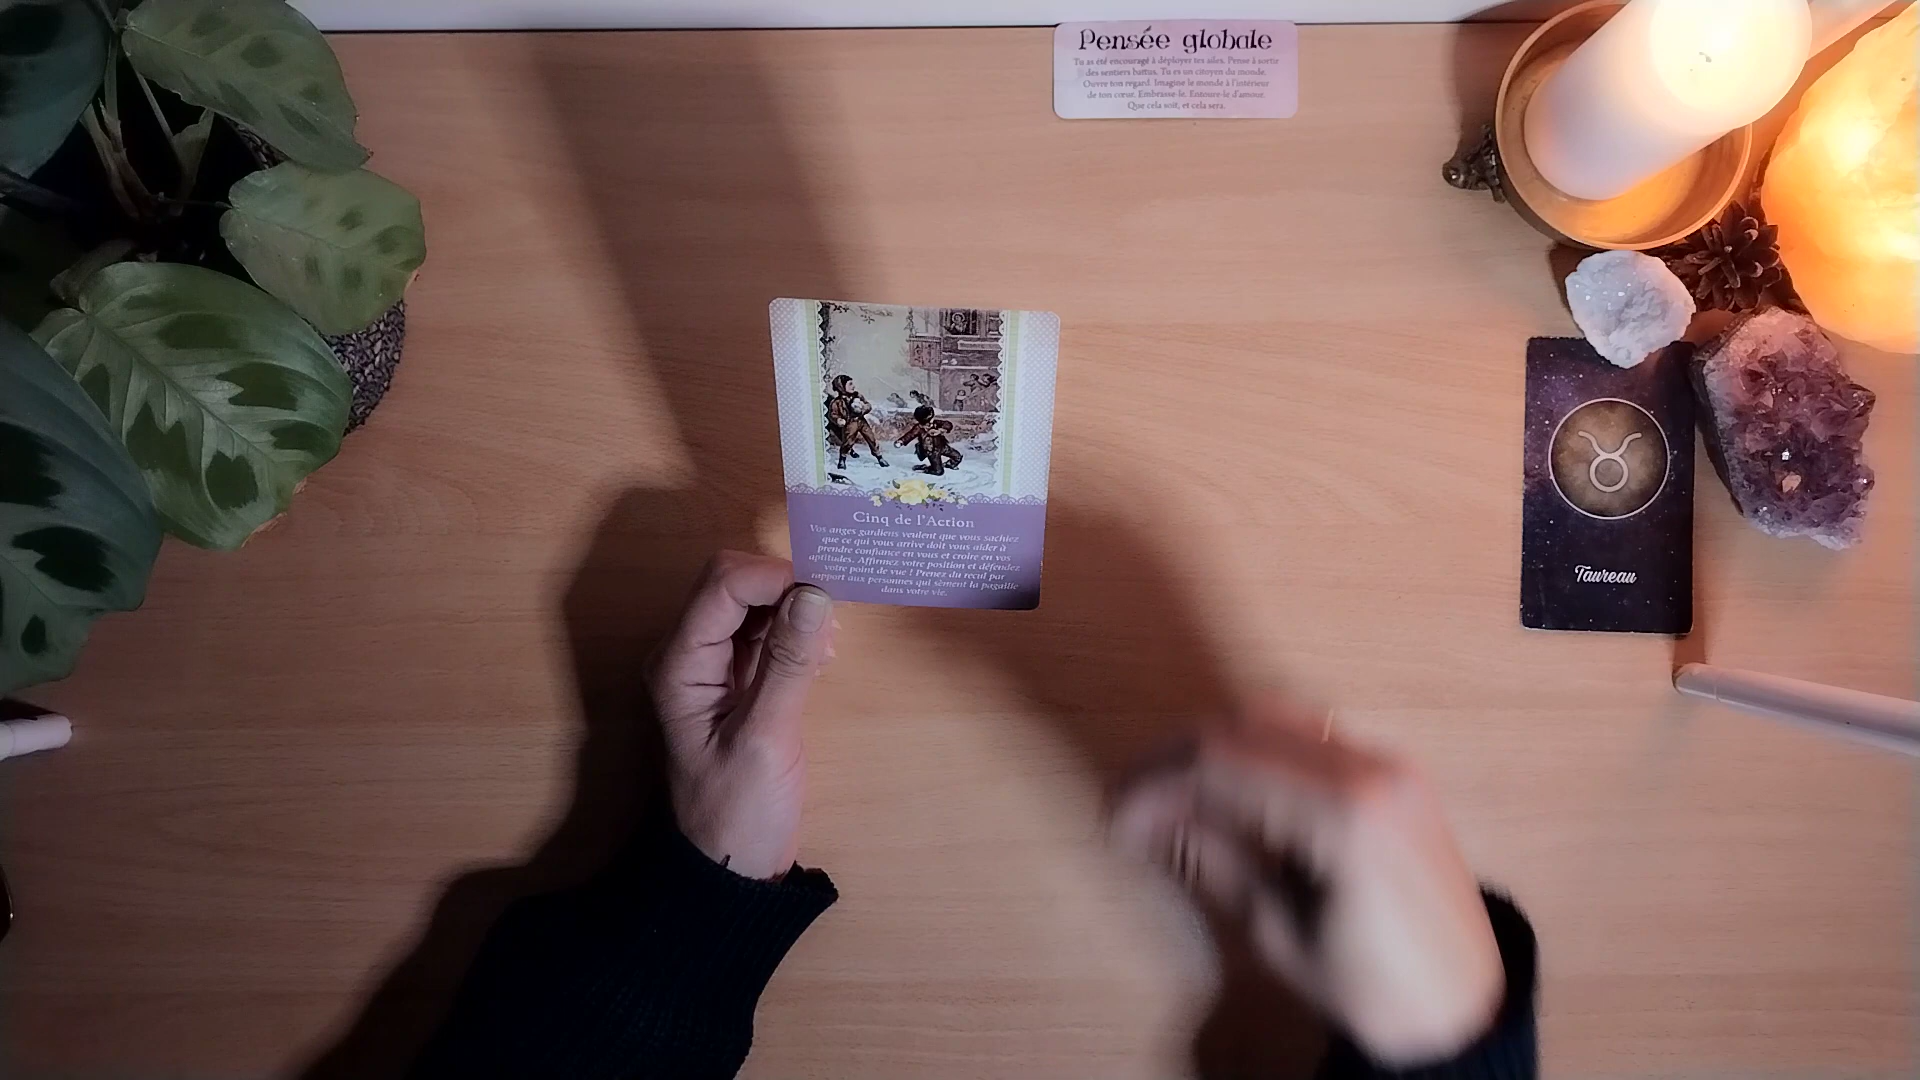 Pensée globale
Tu as été encouragé à déployer tes ailes. Pense à sortir
des sentiers battus. Tu es un citoyen du monde.
Ouvre ton regard. Imagine le monde à l'intérieur
de ton cœur. Embrasse-le. Entoure-le d'amour.
Que cela soit, et cela sera.
Cinq de l'Action
Vos anges gardiens veulent que vous sachiez
que ce qui vous arrive doit vous aider à
prendre confiance en vous et croire en vos
aptitudes. Affirmez votre position et défendez
votre point de vue ! Prenez du recul par
rapport aux personnes qui sèment la pagaille
dans votre vie.
Taureau